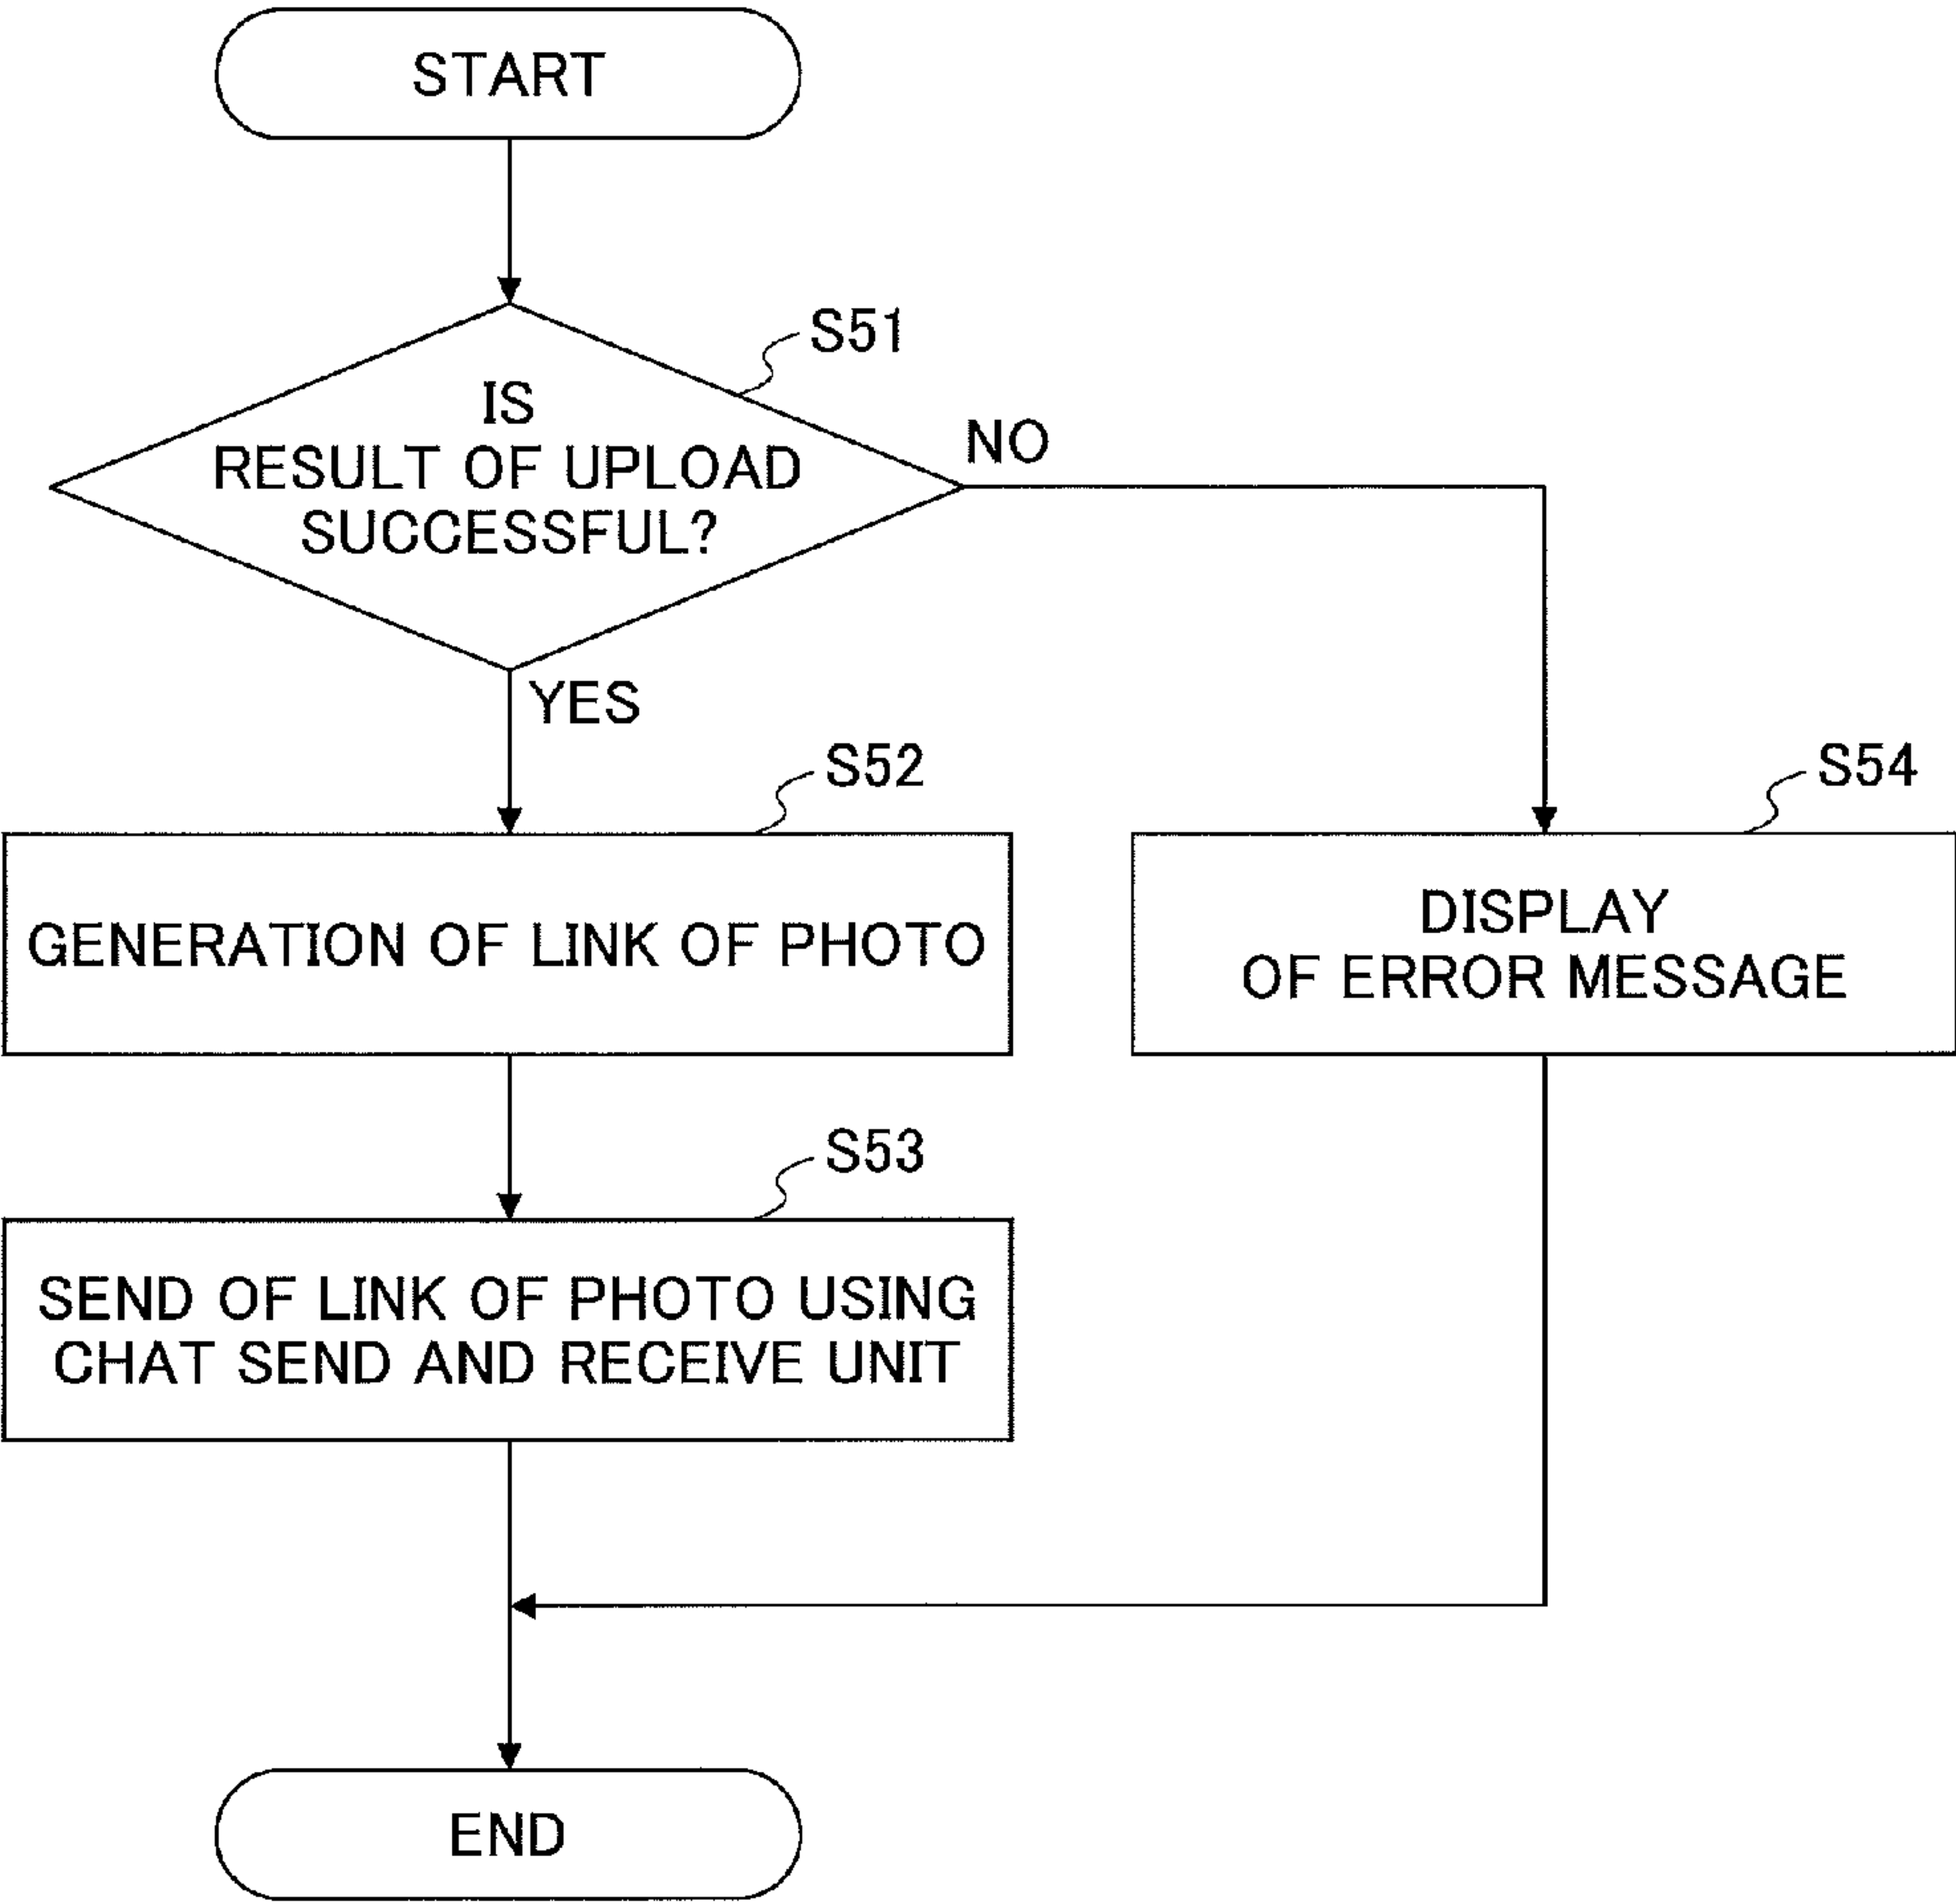 START
S51
IS
RESULT OF UPLOAD
SUCCESSFUL?
NO
YES
S52
GENERATION OF LINK OF PHOTO
S54
DISPLAY
OF ERROR MESSAGE
S53
SEND OF LINK OF PHOTO USING
CHAT SEND AND RECEIVE UNIT
END